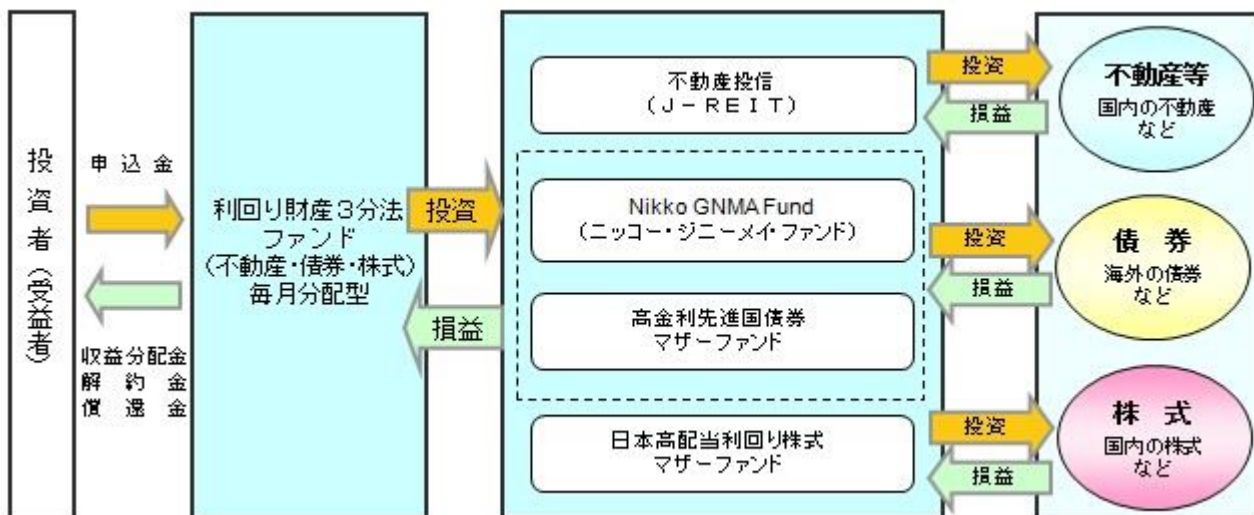 投資者(受益者)
申込金
収益分配金
解約金
償還金
利回り財産3分法
ファンド
(不動産・債券・株式)
毎月分配型
投資
損益
不動産投信
(J-REIT)
Nikko GNMA Fund
(ニッコー・ジニーメイ・ファンド)
高金利先進国債券
マザーファンド
日本高配当利回り株式
マザーファンド
投資
損益
投資
損益
投資
損益
不動産等
国内の不動産
など
債券
海外の債券
など
株式
国内の株式
など